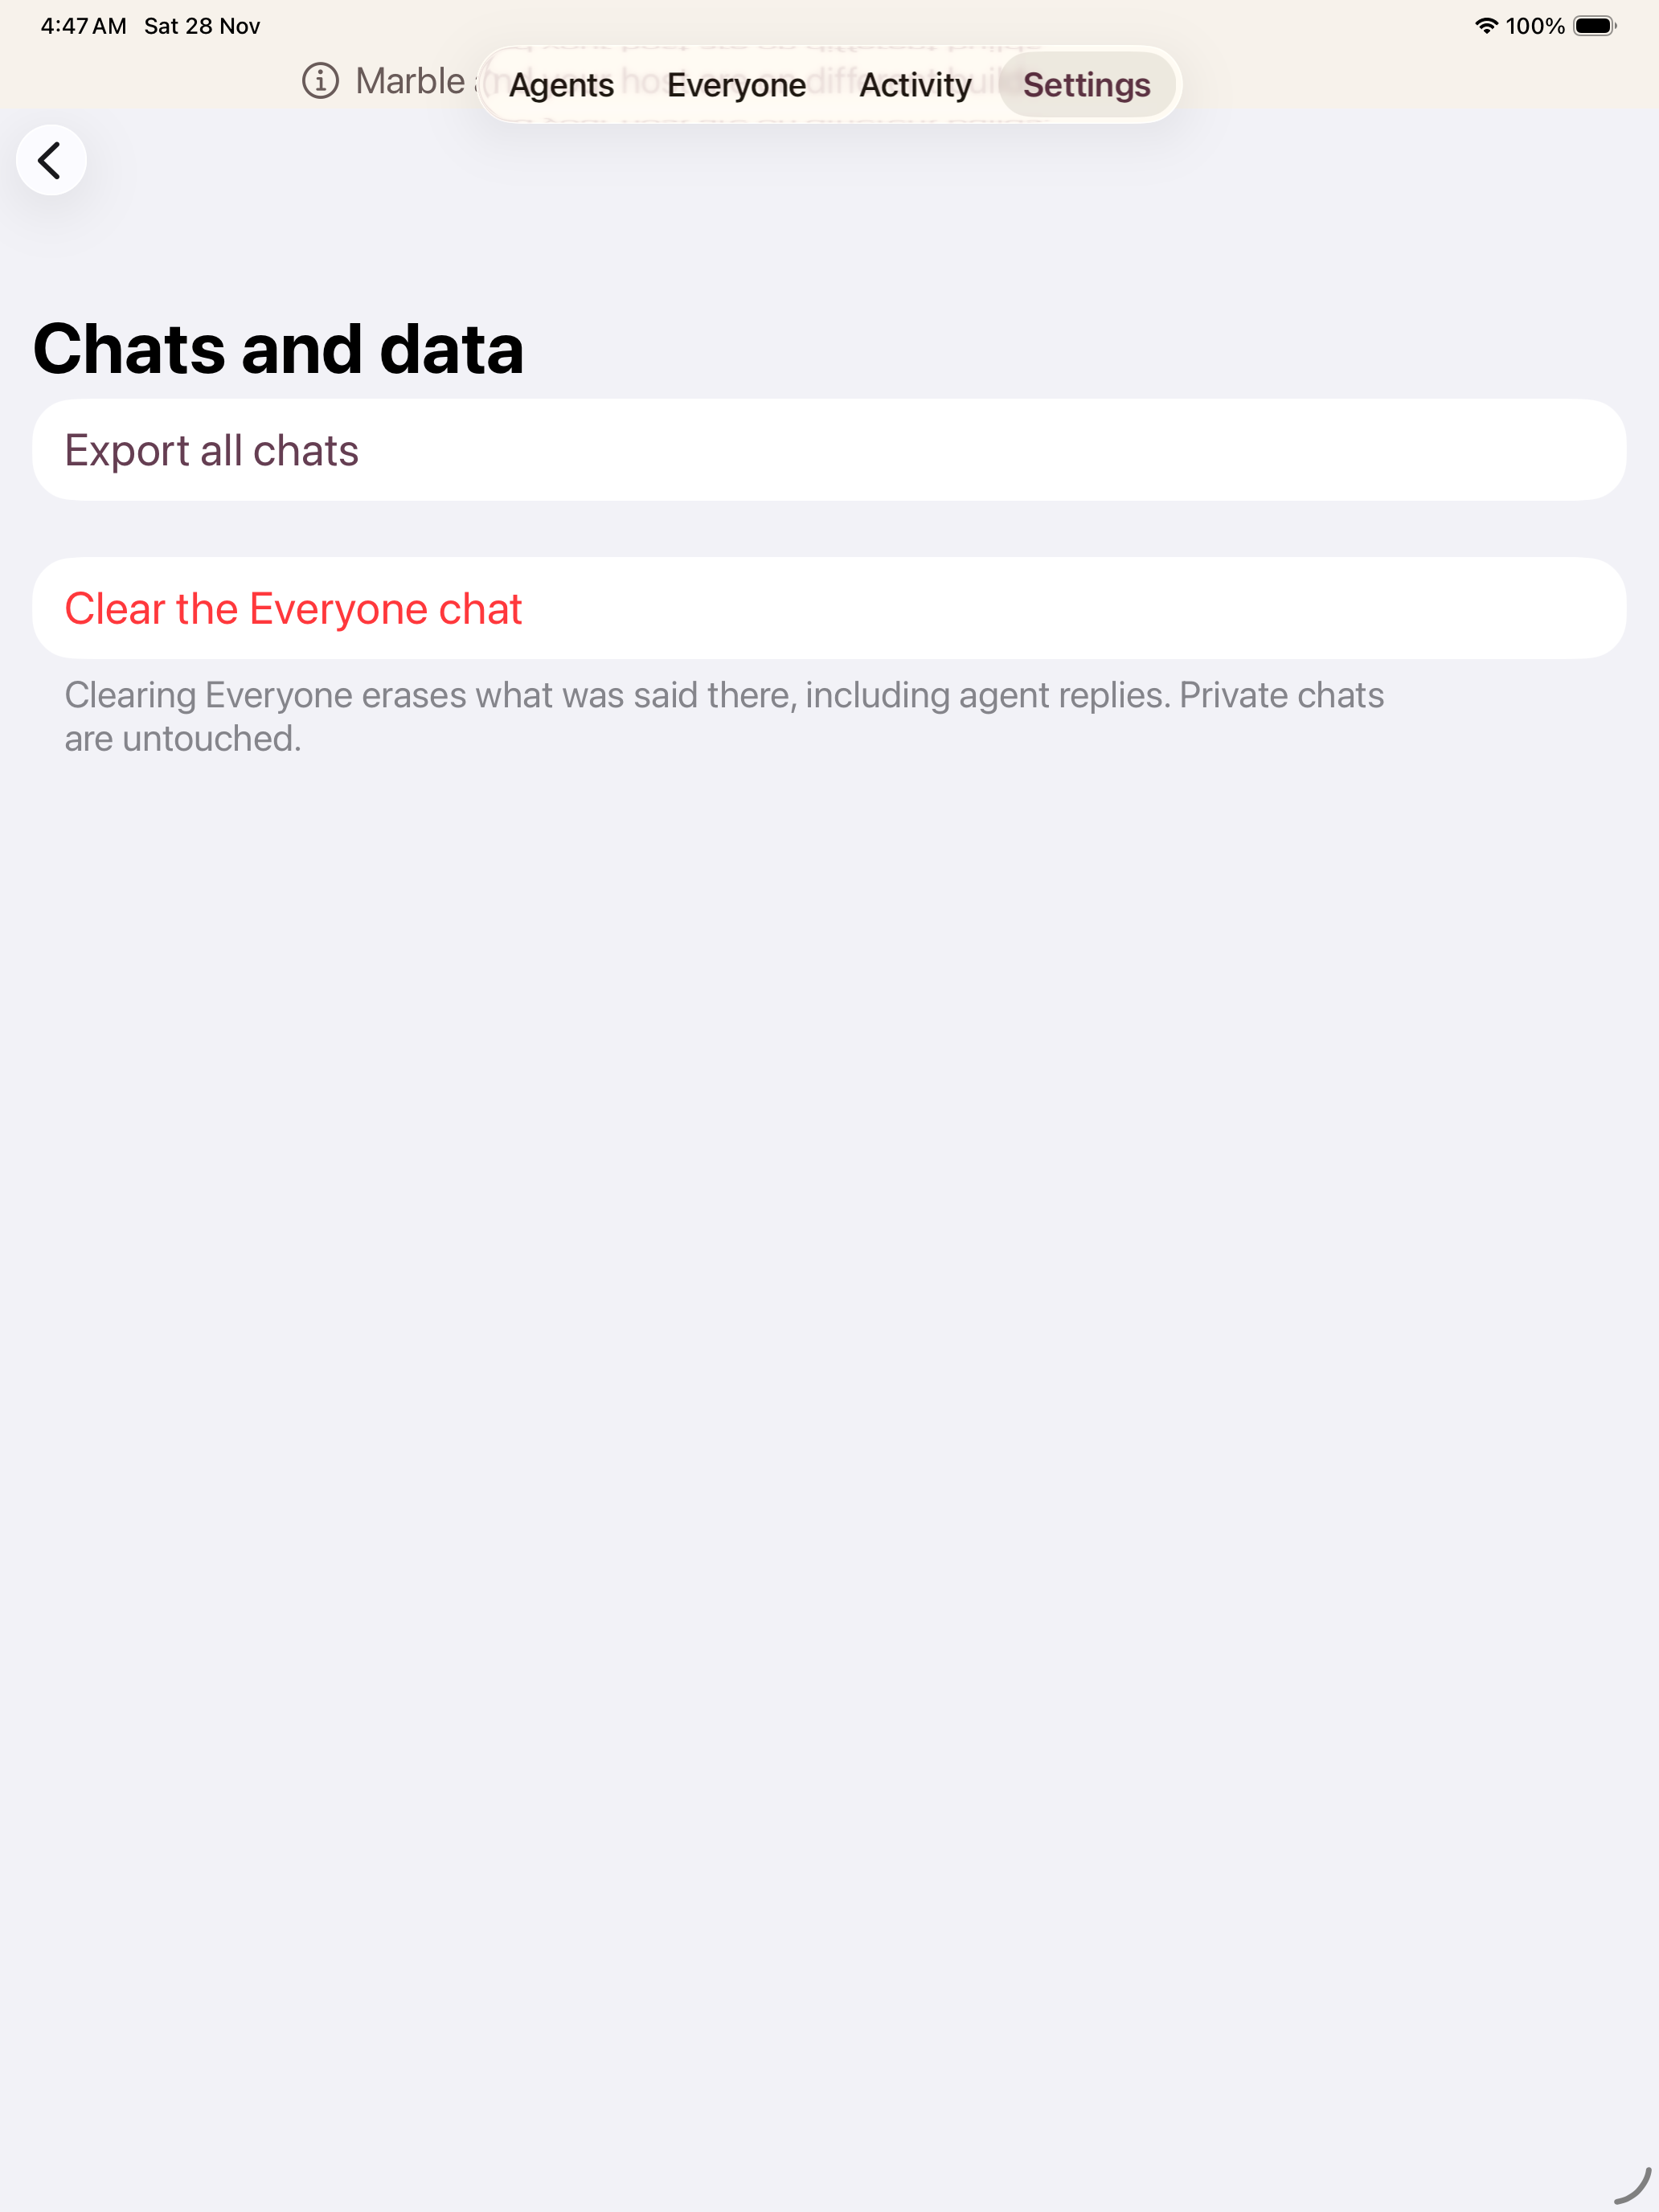 4:47 AM Sat 28 Nov 100%
Marble
Agents Everyone Activity Settings
Chats and data
Export all chats
Clear the Everyone chat
Clearing Everyone erases what was said there, including agent replies. Private chats
are untouched.